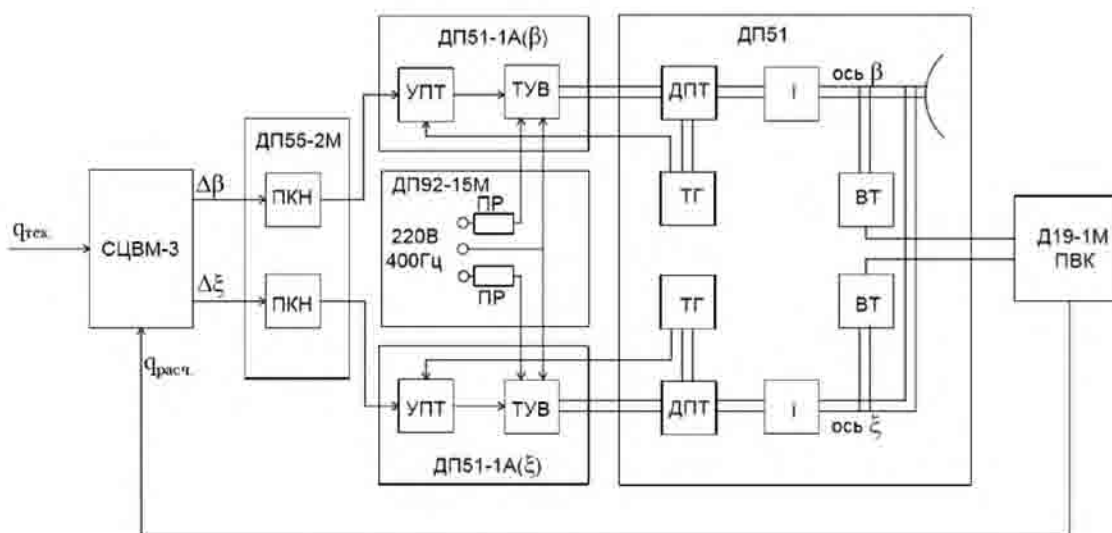 ДП51-1А(β)
УПТ
ТУВ
ДП51
ДПТ
i
ось β
ТГ
ВТ
ДП55-2М
ПКН
ПКН
ДП92-15М
ПР
220В
400Гц
ПР
qтек.
СЦВМ-3
Δβ
Δξ
qрасч.
Д19-1М
ПВК
ТГ
ВТ
УПТ
ТУВ
ДПТ
i
ось ξ
ДП51-1А(ξ)